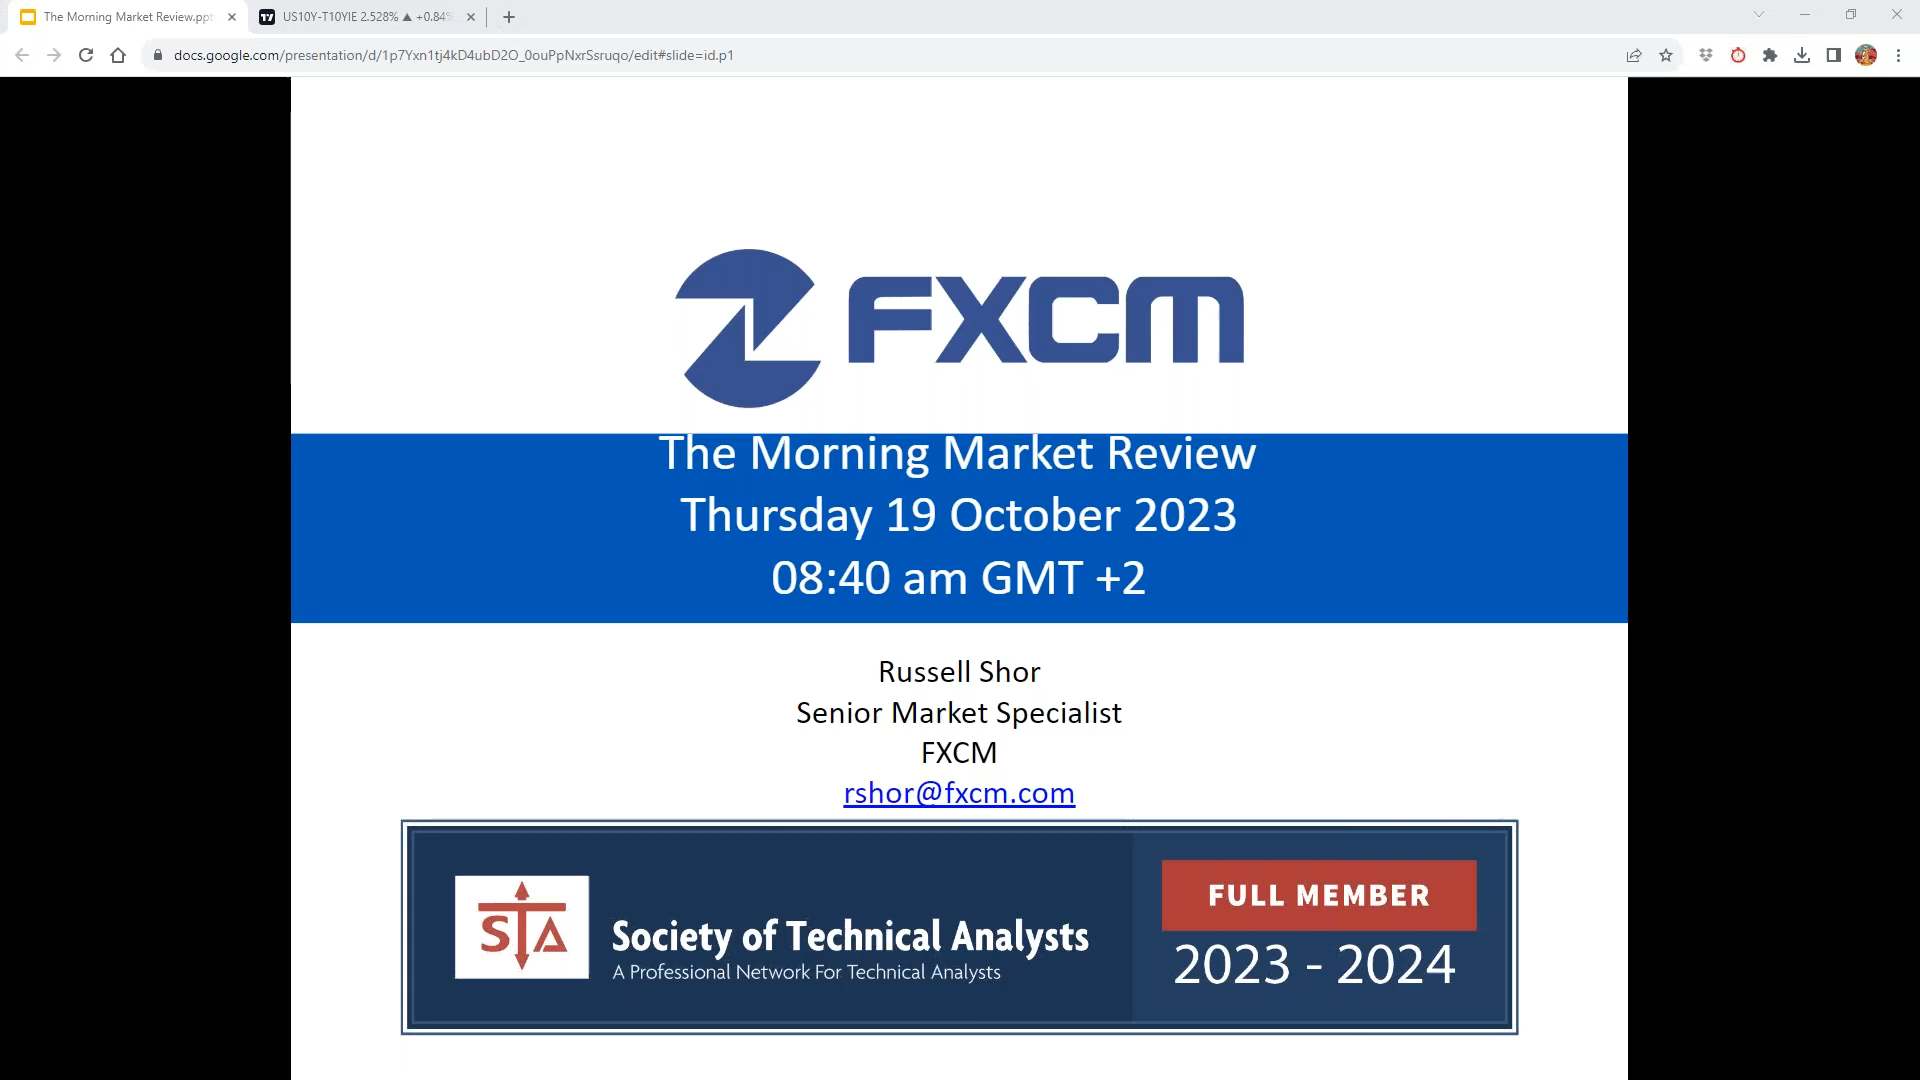 The Morning Market Review.ppt
US10Y-T10YIE 2.528% ▲ +0.84%
docs.google.com/presentation/d/1p7Yxn1tj4kD4ubD2O_0ouPpNxrSsruqo/edit#slide=id.p1
FXCM
The Morning Market Review
Thursday 19 October 2023
08:40 am GMT +2
Russell Shor
Senior Market Specialist
FXCM
rshor@fxcm.com
STA
Society of Technical Analysts
A Professional Network For Technical Analysts
FULL MEMBER
2023 - 2024